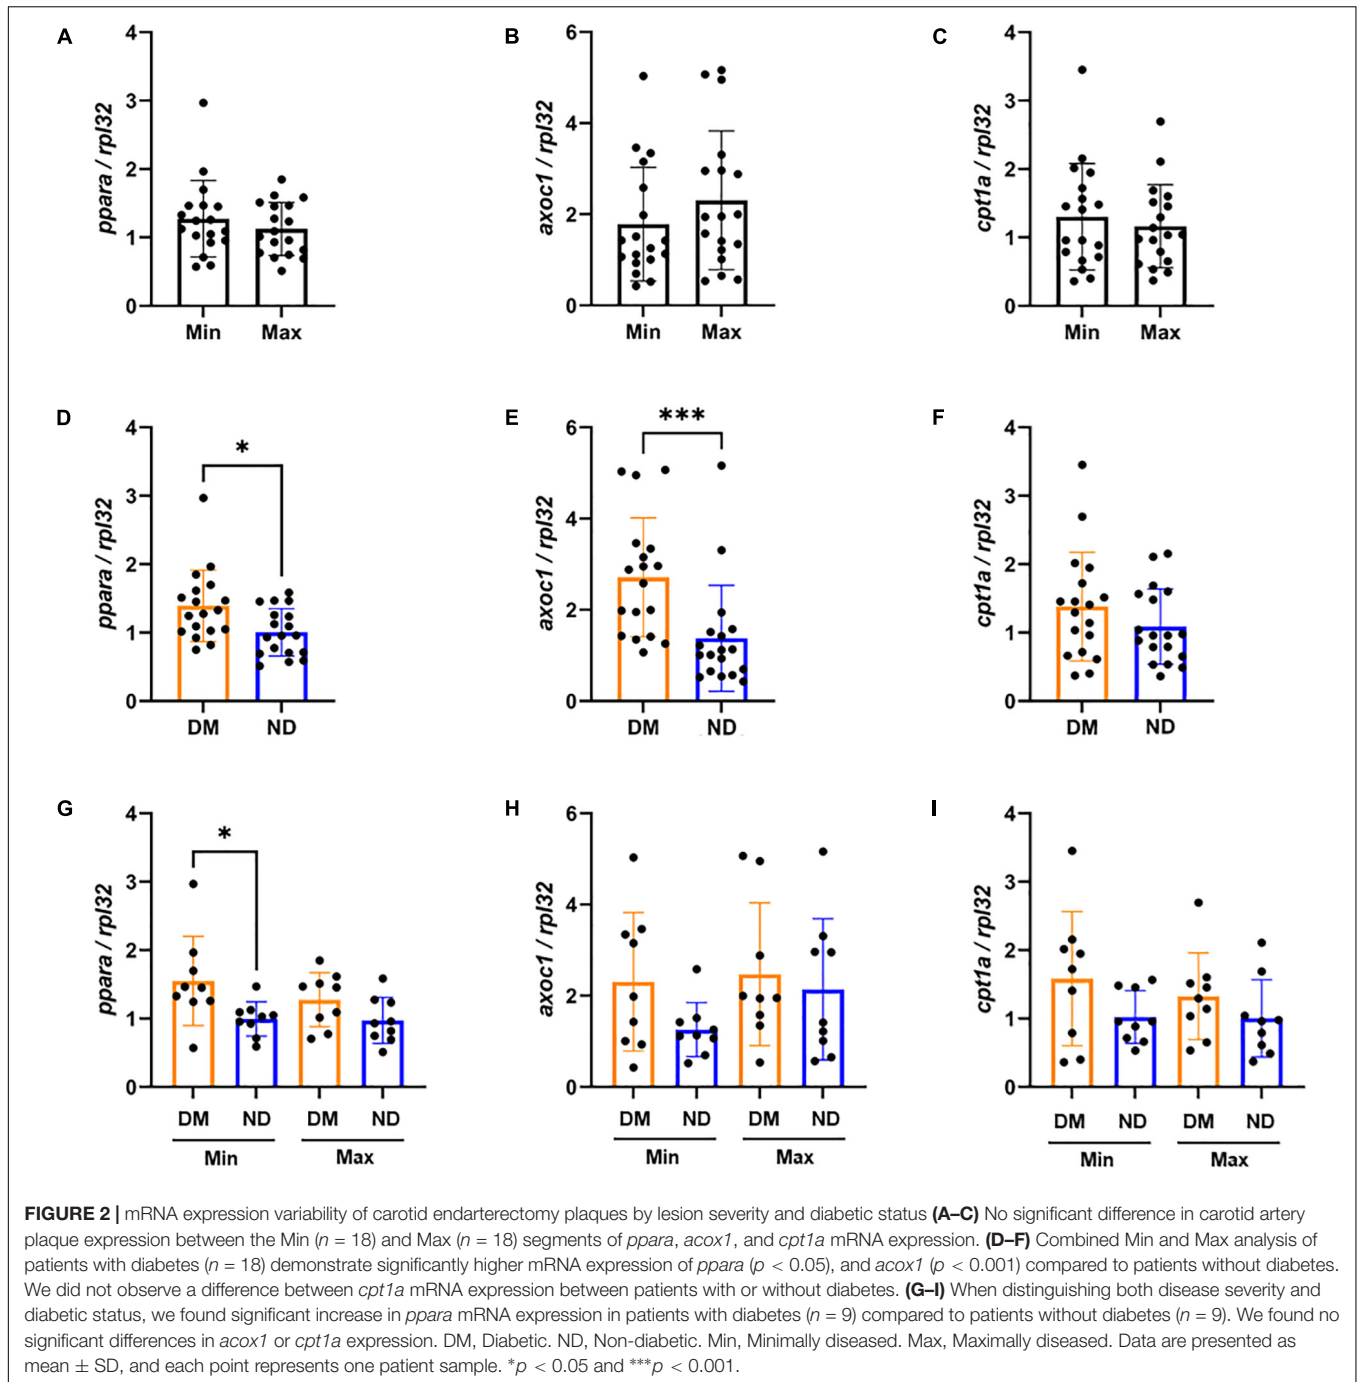 A
B
C
4
3
2
1
0
ppara / rpl32
Min
Max
6
4
2
0
axoc1 / rpl32
Min
Max
4
3
2
1
0
cpt1a / rpl32
Min
Max
D
E
F
4
3
2
1
0
ppara / rpl32
*
DM
ND
6
4
2
0
axoc1 / rpl32
***
DM
ND
4
3
2
1
0
cpt1a / rpl32
DM
ND
G
H
I
4
3
2
1
0
ppara / rpl32
*
DM ND DM ND
Min Max
6
4
2
0
axoc1 / rpl32
DM ND DM ND
Min Max
4
3
2
1
0
cpt1a / rpl32
DM ND DM ND
Min Max
FIGURE 2 | mRNA expression variability of carotid endarterectomy plaques by lesion severity and diabetic status (A–C) No significant difference in carotid artery
plaque expression between the Min (n = 18) and Max (n = 18) segments of ppara, acox1, and cpt1a mRNA expression. (D–F) Combined Min and Max analysis of
patients with diabetes (n = 18) demonstrate significantly higher mRNA expression of ppara (p < 0.05), and acox1 (p < 0.001) compared to patients without diabetes.
We did not observe a difference between cpt1a mRNA expression between patients with or without diabetes. (G–I) When distinguishing both disease severity and
diabetic status, we found significant increase in ppara mRNA expression in patients with diabetes (n = 9) compared to patients without diabetes (n = 9). We found no
significant differences in acox1 or cpt1a expression. DM, Diabetic. ND, Non-diabetic. Min, Minimally diseased. Max, Maximally diseased. Data are presented as
mean ± SD, and each point represents one patient sample. *p < 0.05 and ***p < 0.001.